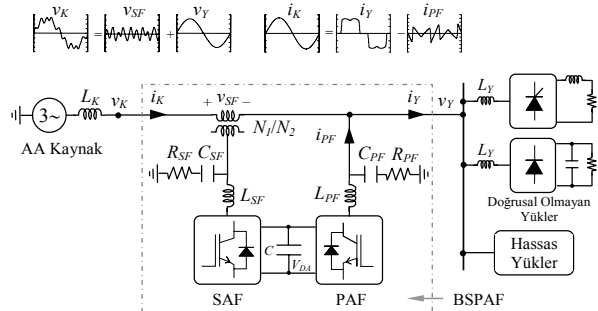 v_K = v_SF + v_Y
i_K = i_Y − i_PF
L_K v_K i_K + v_SF − i_Y v_Y L_Y
3~ N_1/N_2 i_PF
AA Kaynak
R_SF C_SF C_PF R_PF L_Y
L_SF L_PF
Doğrusal Olmayan
Yükler
C
V_DA
Hassas
Yükler
SAF PAF BSPAF